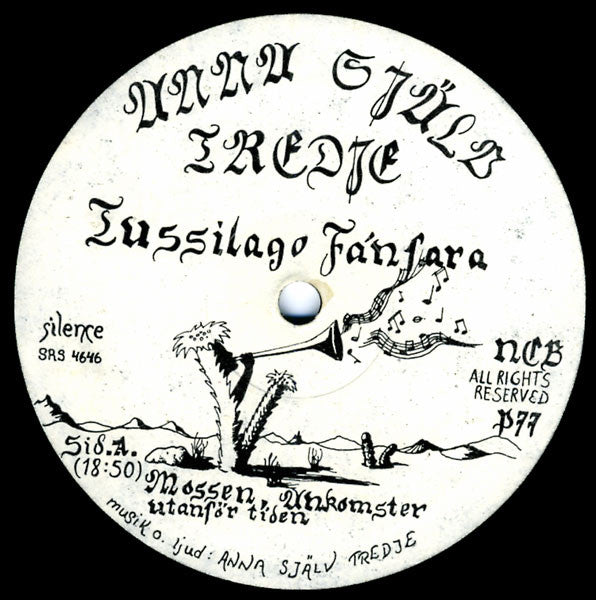 ANNA SJÄLV
TREDJE
Tussilago Fánfara
silence
SRS 4646
NCB
ALL RIGHTS
RESERVED
P77
Sid. A.
(18:50)
Mossen, Ankomster
utanför tiden
musik o. ljud: ANNA SJÄLV TREDJE